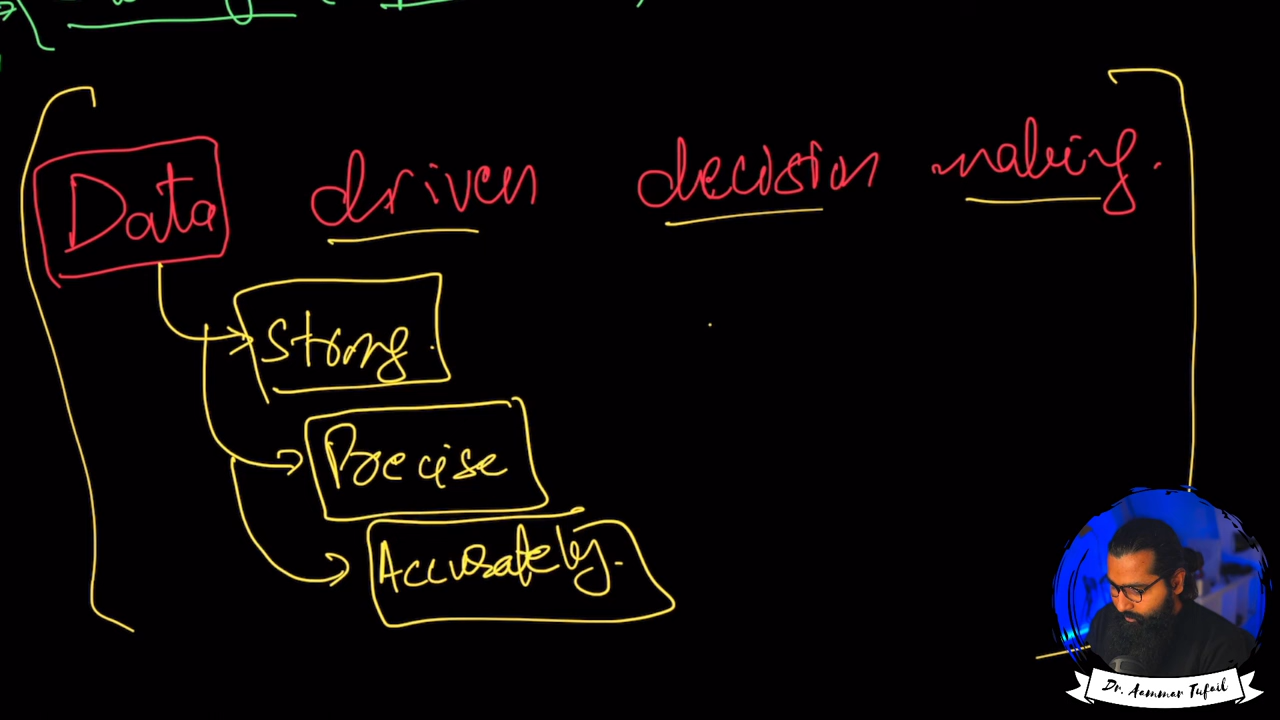 Data driven decision making.
Strong.
Precise
Accurately.
Dr. Aammar Tufail